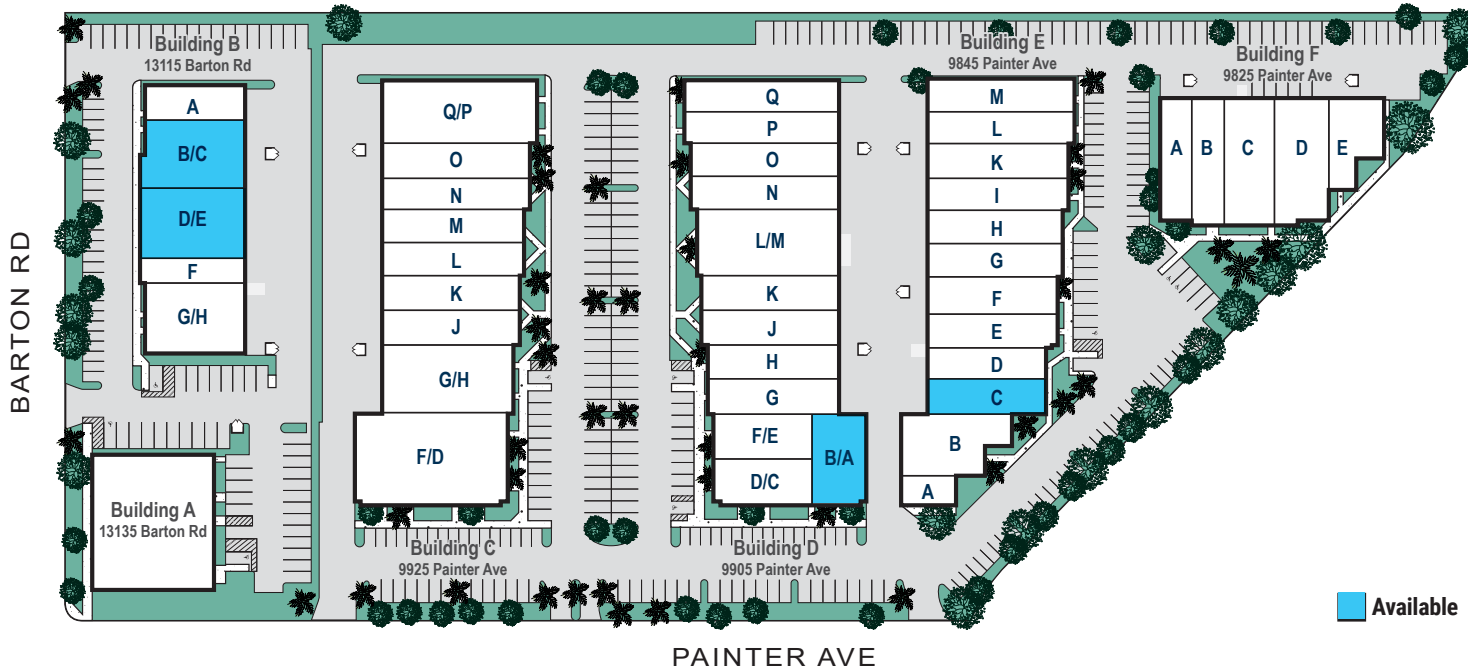 Building B
13115 Barton Rd
A
B/C
D/E
F
G/H
BARTON RD
Building A
13135 Barton Rd
Q/P
O
N
M
L
K
J
G/H
F/D
Building C
9925 Painter Ave
Q
P
O
N
L/M
K
J
H
G
F/E
B/A
D/C
Building D
9905 Painter Ave
Building E
9845 Painter Ave
M
L
K
I
H
G
F
E
D
C
B
A
Building F
9825 Painter Ave
A
B
C
D
E
Available
PAINTER AVE